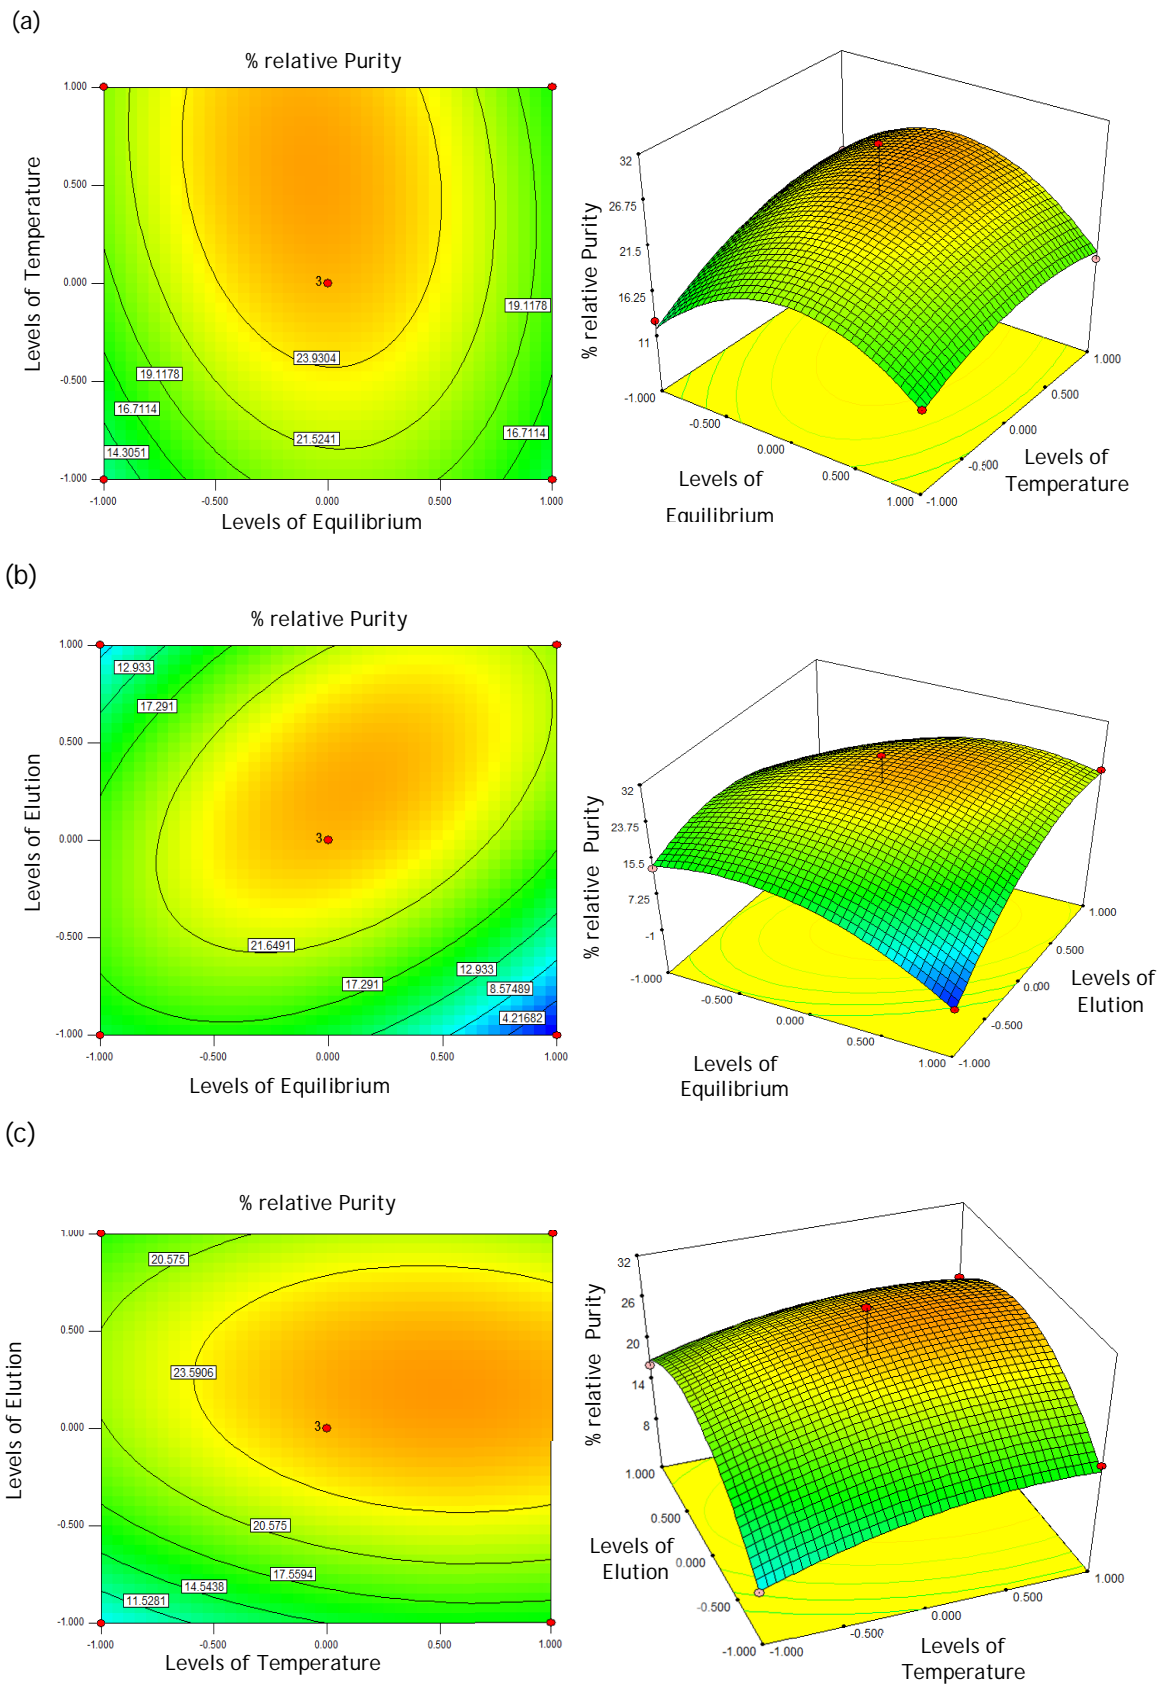 (a)
% relative Purity
1.000
0.500
0.000
-0.500
-1.000
Levels of Temperature
3
23.9304
21.5241
19.1178
16.7114
14.3051
19.1178
16.7114
-1.000 -0.500 0.000 0.500 1.000
Levels of Equilibrium
32
26.75
21.5
16.25
11
% relative Purity
-1.000
-0.500
0.000
0.500
1.000
Levels of
Equilibrium
-1.000
-0.500
0.000
0.500
1.000
Levels of
Temperature
(b)
% relative Purity
1.000
0.500
0.000
-0.500
-1.000
Levels of Elution
12.933
17.291
3
21.6491
17.291
12.933
8.57489
4.21682
-1.000 -0.500 0.000 0.500 1.000
Levels of Equilibrium
32
23.75
15.5
7.25
-1
% relative Purity
-1.000
-0.500
0.000
0.500
1.000
Levels of
Equilibrium
-1.000
-0.500
0.000
0.500
1.000
Levels of
Elution
(c)
% relative Purity
1.000
0.500
0.000
-0.500
-1.000
Levels of Elution
20.575
23.5906
3
20.575
17.5594
14.5438
11.5281
-1.000 -0.500 0.000 0.500 1.000
Levels of Temperature
32
26
20
14
8
% relative Purity
1.000
0.500
0.000
-0.500
-1.000
Levels of
Elution
-1.000
-0.500
0.000
0.500
1.000
Levels of
Temperature